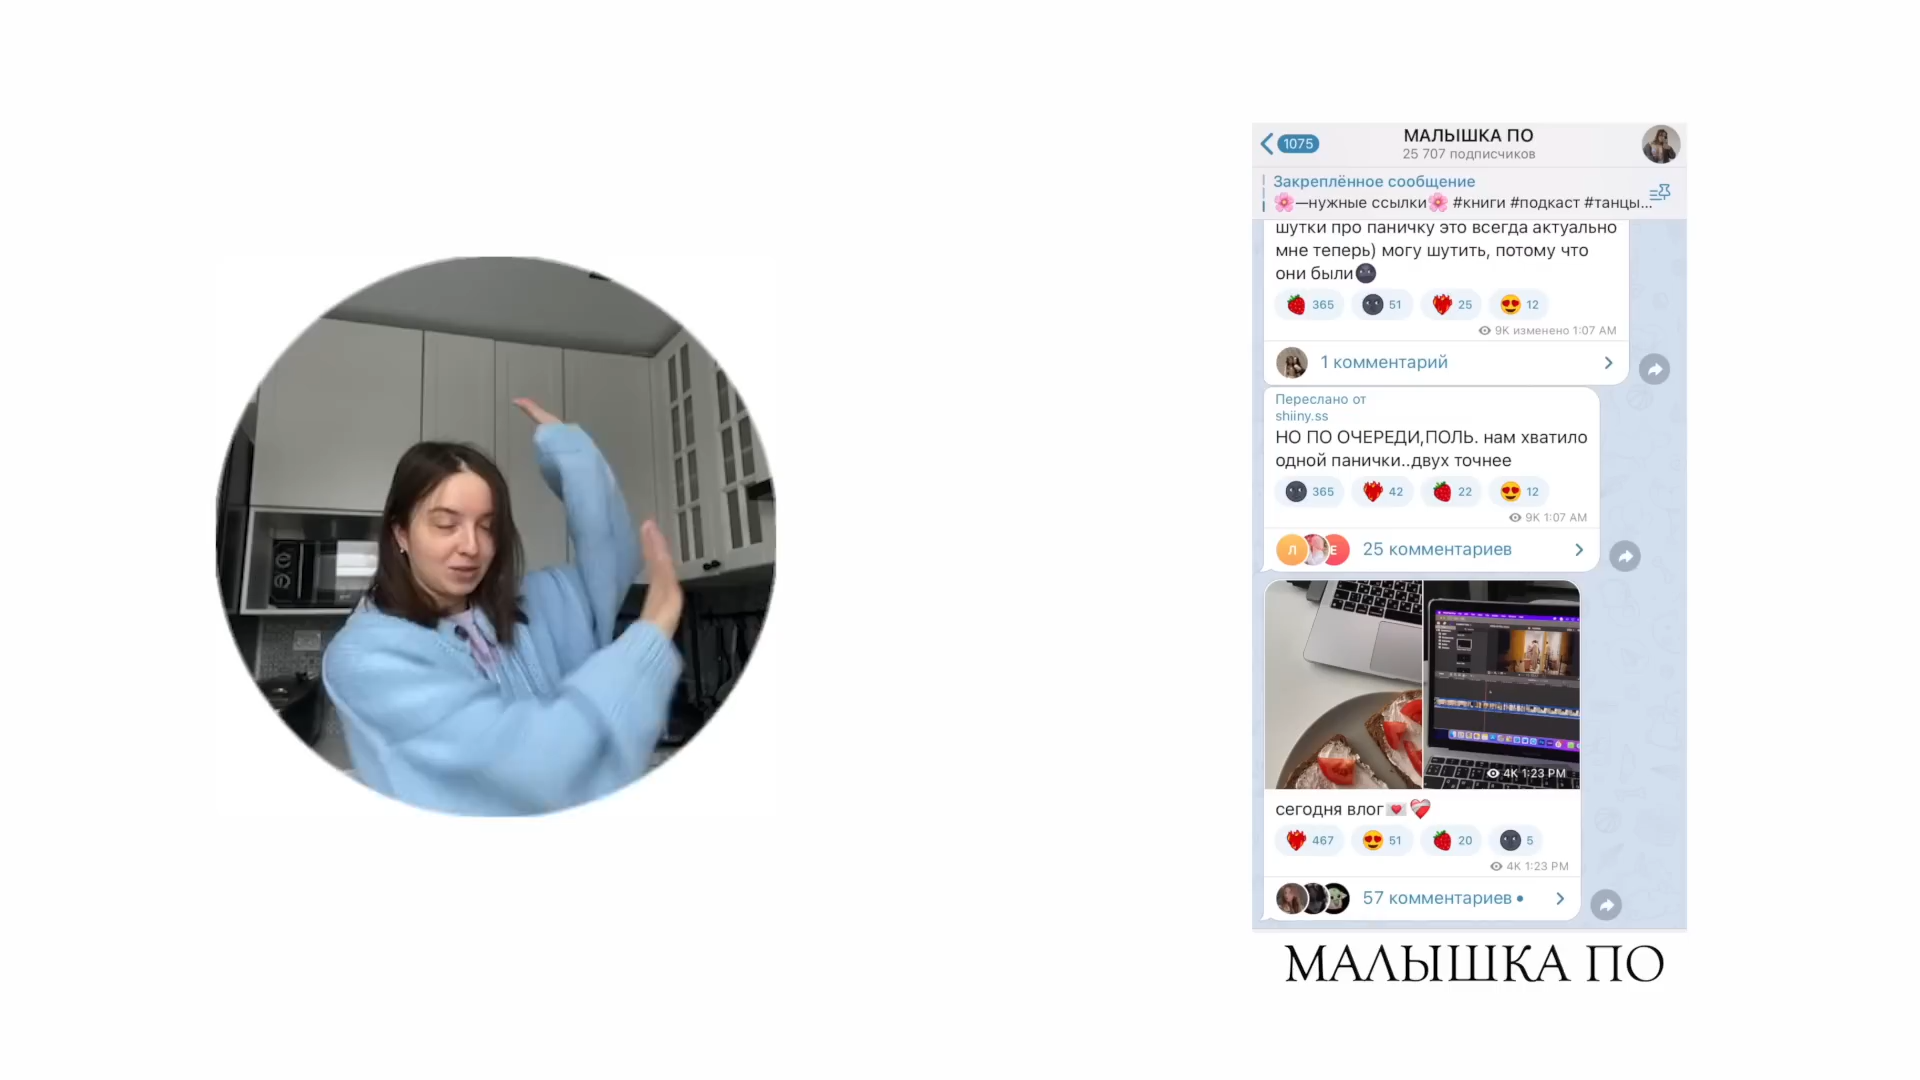 1075
МАЛЫШКА ПО
25 707 подписчиков
Закреплённое сообщение
🌸—нужные ссылки🌸 #книги #подкаст #танцы...
шутки про паничку это всегда актуально
мне теперь) могу шутить, потому что
они были🌚
🍓 365 🌚 51 ❤️‍🔥 25 😍 12
9K изменено 1:07 AM
1 комментарий
Переслано от
shiiny.ss
НО ПО ОЧЕРЕДИ,ПОЛЬ. нам хватило
одной панички..двух точнее
🌚 365 ❤️‍🔥 42 🍓 22 😍 12
9K 1:07 AM
Л Е 25 комментариев
4K 1:23 PM
сегодня влог💌❤️‍🩹
❤️‍🔥 467 😍 51 🍓 20 🌚 5
4K 1:23 PM
57 комментариев
МАЛЫШКА ПО